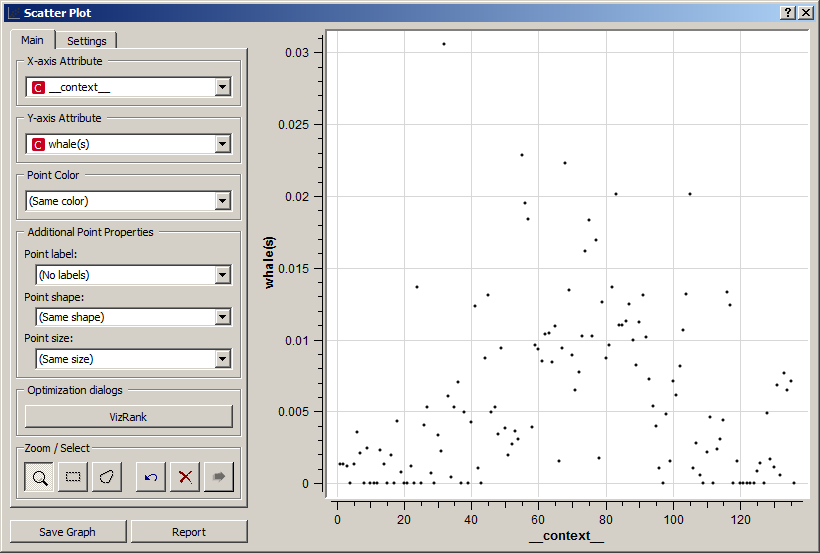 Scatter Plot
Main
Settings
X-axis Attribute
C __context__
Y-axis Attribute
C whale(s)
Point Color
(Same color)
Additional Point Properties
Point label:
(No labels)
Point shape:
(Same shape)
Point size:
(Same size)
Optimization dialogs
VizRank
Zoom / Select
Save Graph
Report
whale(s)
0.03
0.025
0.02
0.015
0.01
0.005
0
0 20 40 60 80 100 120
__context__